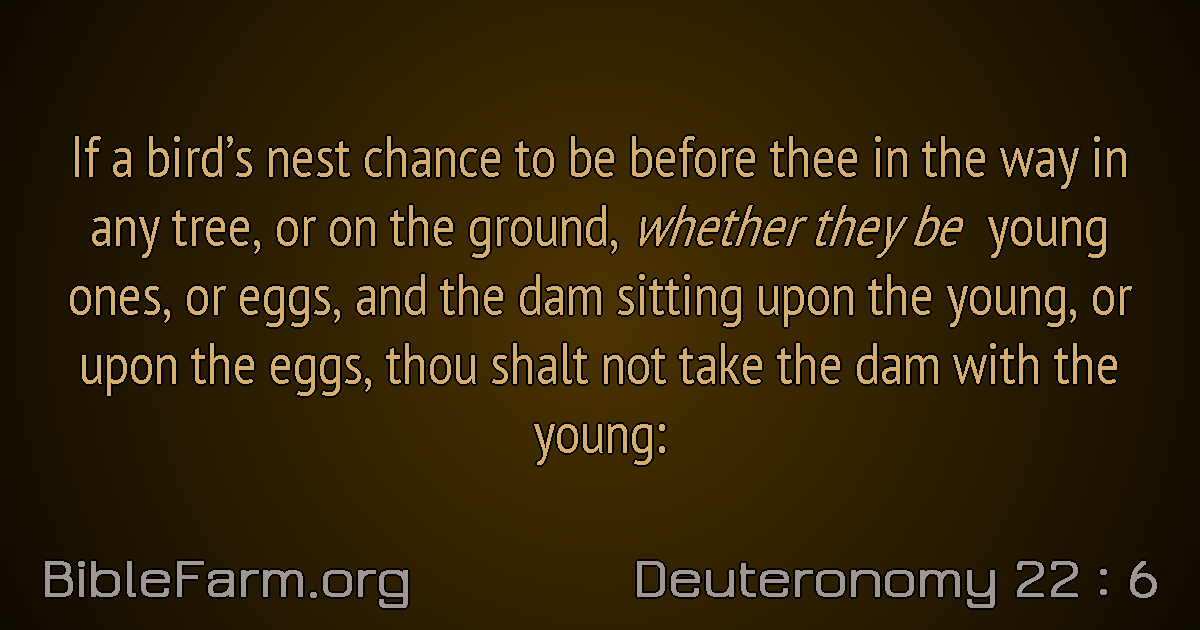 If a bird’s nest chance to be before thee in the way in
any tree, or on the ground, whether they be young
ones, or eggs, and the dam sitting upon the young, or
upon the eggs, thou shalt not take the dam with the
young:
BibleFarm.org
Deuteronomy 22 : 6